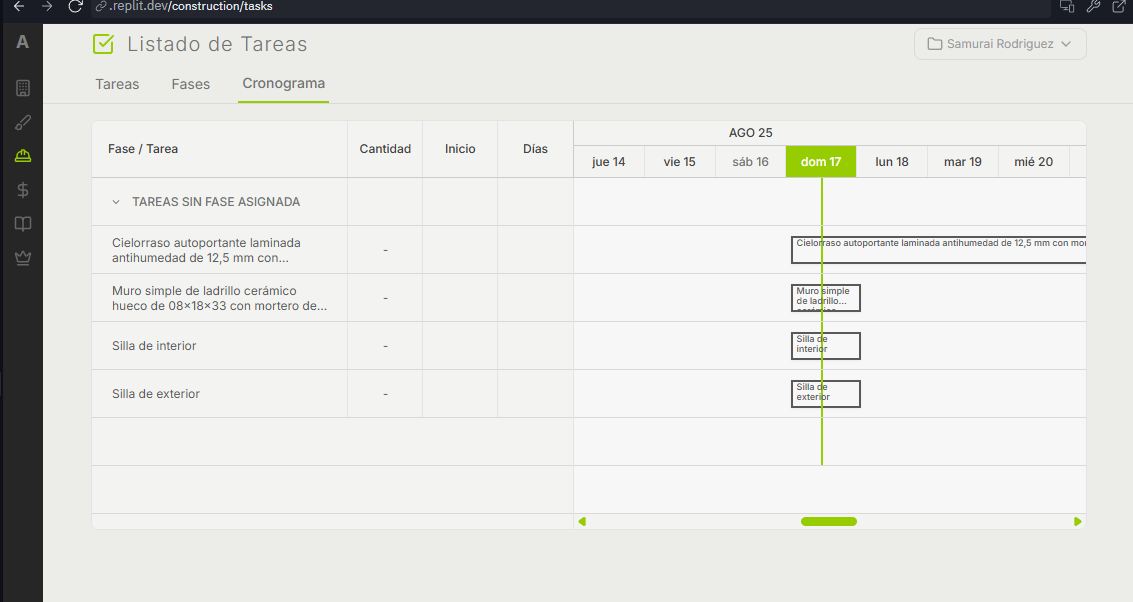 .replit.dev/construction/tasks
A
Listado de Tareas
Samurai Rodriguez
Tareas
Fases
Cronograma
Fase / Tarea
Cantidad
Inicio
Días
AGO 25
jue 14
vie 15
sáb 16
dom 17
lun 18
mar 19
mié 20
TAREAS SIN FASE ASIGNADA
Cielorraso autoportante laminada
antihumedad de 12,5 mm con...
-
Cielorraso autoportante laminada antihumedad de 12,5 mm con mor
Muro simple de ladrillo cerámico
hueco de 08x18x33 con mortero de...
-
Muro simple
de ladrillo...
Silla de interior
-
Silla de
interior
Silla de exterior
-
Silla de
exterior